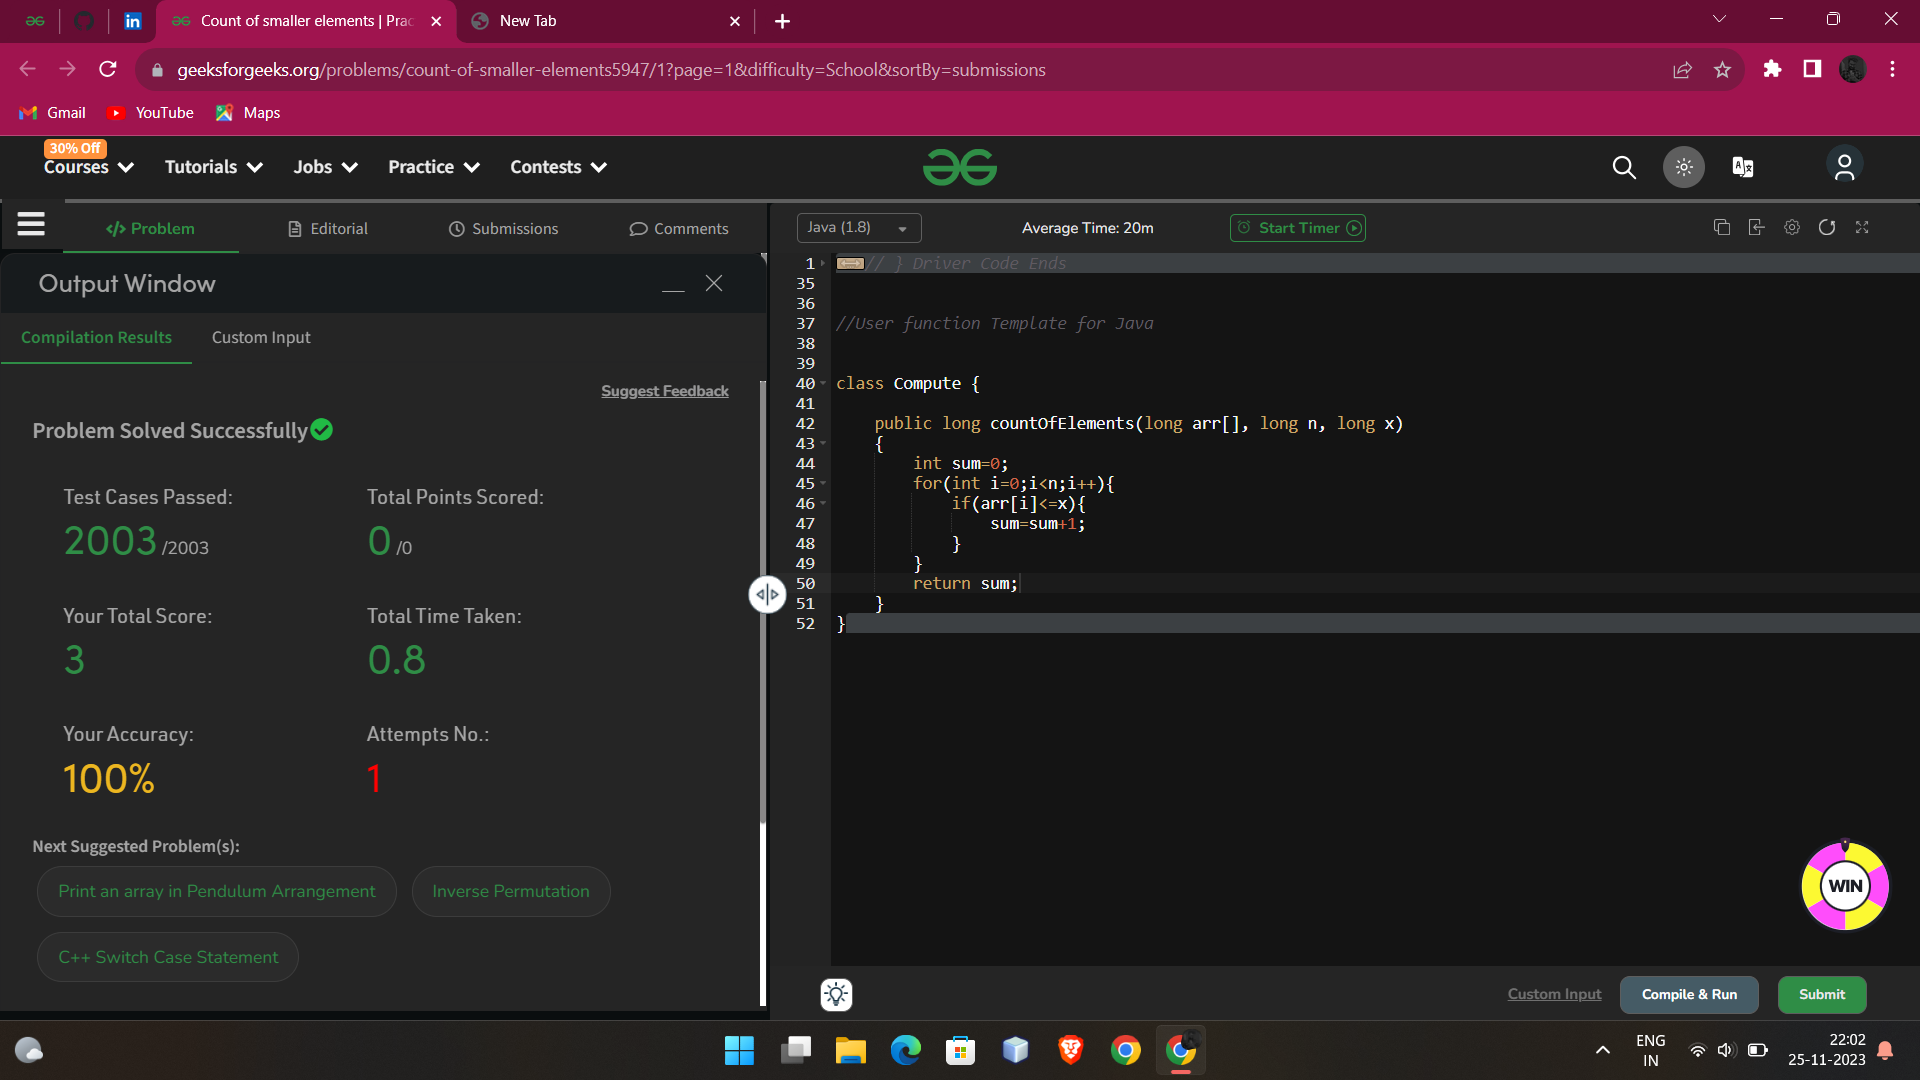 Count of smaller elements | Prac
New Tab
geeksforgeeks.org/problems/count-of-smaller-elements5947/1?page=1&difficulty=School&sortBy=submissions
Gmail
YouTube
Maps
30% Off
Courses
Tutorials
Jobs
Practice
Contests
</> Problem
Editorial
Submissions
Comments
Java (1.8)
Average Time: 20m
Start Timer
Output Window
Compilation Results
Custom Input
Suggest Feedback
Problem Solved Successfully
Test Cases Passed:
2003 /2003
Total Points Scored:
0 /0
Your Total Score:
3
Total Time Taken:
0.8
Your Accuracy:
100%
Attempts No.:
1
Next Suggested Problem(s):
Print an array in Pendulum Arrangement
Inverse Permutation
C++ Switch Case Statement
1 // } Driver Code Ends
35
36
37 //User function Template for Java
38
39
40 class Compute {
41
42 public long countOfElements(long arr[], long n, long x)
43 {
44 int sum=0;
45 for(int i=0;i<n;i++){
46 if(arr[i]<=x){
47 sum=sum+1;
48 }
49 }
50 return sum;
51 }
52 }
WIN
Custom Input
Compile & Run
Submit
ENG
IN
22:02
25-11-2023